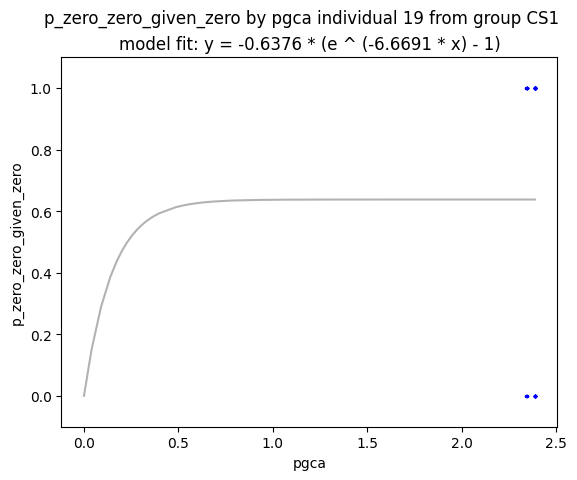 p_zero_zero_given_zero by pgca individual 19 from group CS1
model fit: y = -0.6376 * (e ^ (-6.6691 * x) - 1)
p_zero_zero_given_zero
1.0
0.8
0.6
0.4
0.2
0.0
0.0 0.5 1.0 1.5 2.0 2.5
pgca